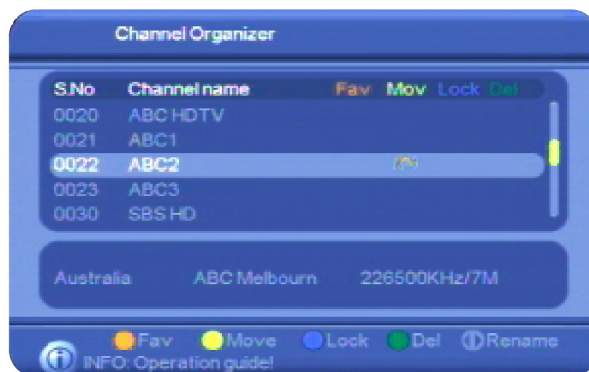 Channel Organizer
S.No Channel name Fav Mov Lock Del
0020 ABC HDTV
0021 ABC1
0022 ABC2
0023 ABC3
0030 SBS HD
Australia ABC Melbourn 226500KHz/7M
Fav Move Lock Del Rename
INFO: Operation guide!